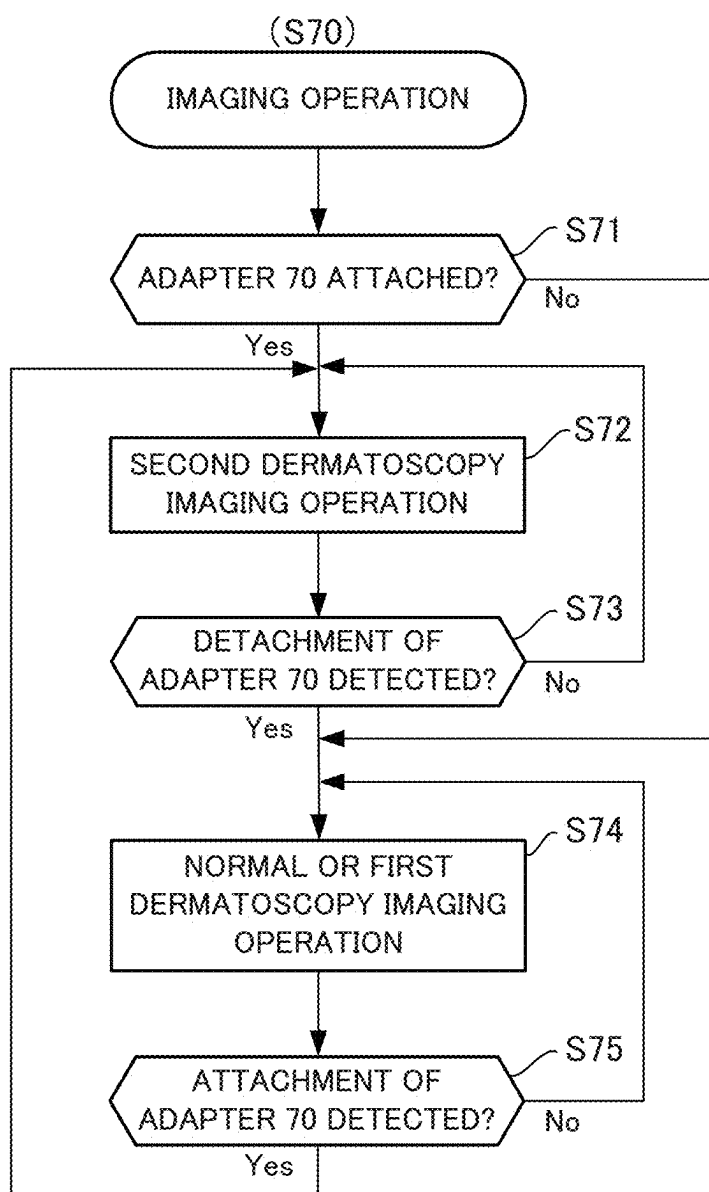 (S70)
IMAGING OPERATION
S71
ADAPTER 70 ATTACHED?
No
Yes
S72
SECOND DERMATOSCOPY
IMAGING OPERATION
S73
DETACHMENT OF
ADAPTER 70 DETECTED?
No
Yes
S74
NORMAL OR FIRST
DERMATOSCOPY IMAGING
OPERATION
S75
ATTACHMENT OF
ADAPTER 70 DETECTED?
No
Yes